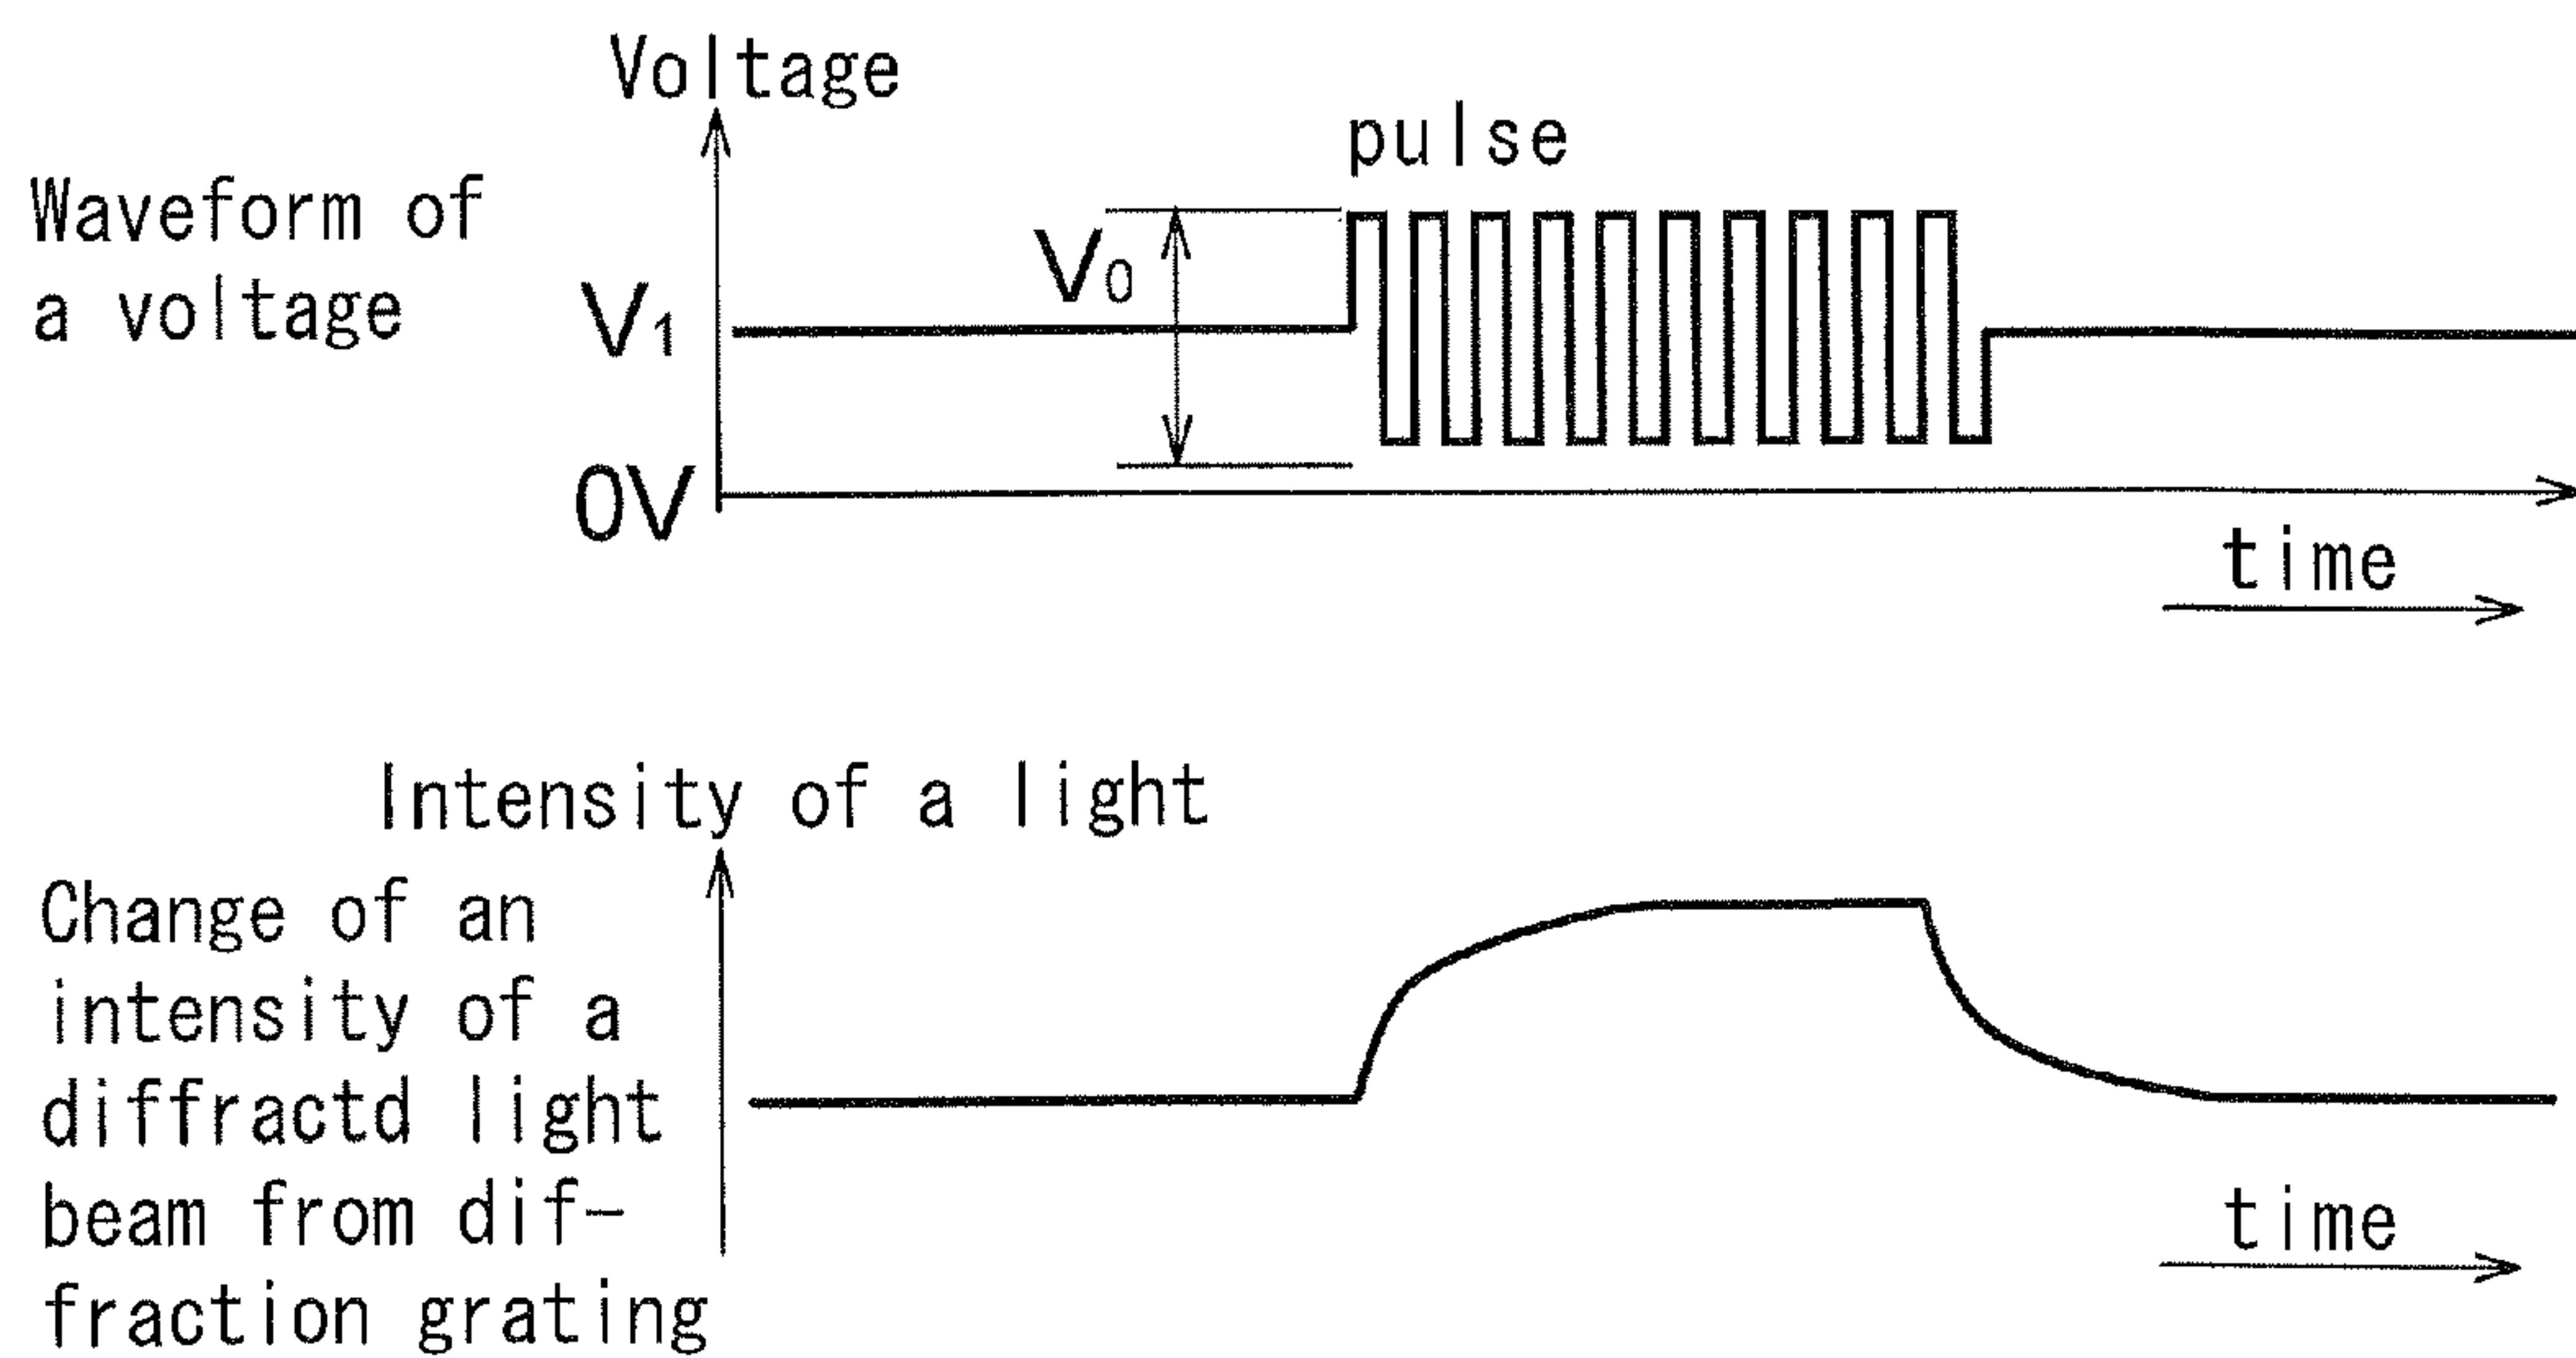 Voltage
pulse
Waveform of
a voltage
V0
V1
0V
time
Intensity of a light
Change of an
intensity of a
diffractd light
beam from dif-
fraction grating
time